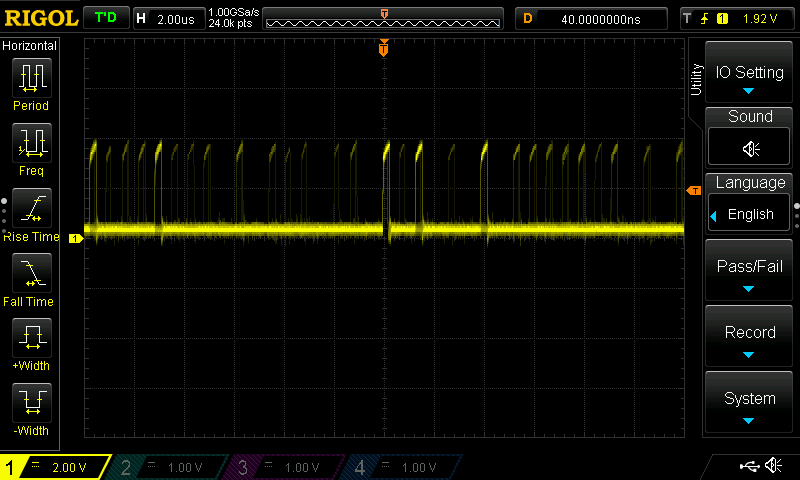 RIGOL T'D H 2.00us 1.00GSa/s 24.0k pts T D 40.0000000ns T 1 1.92 V
Horizontal
Period
Freq
Rise Time
Fall Time
+Width
-Width
T
T
1
Utility
IO Setting
Sound
Language
English
Pass/Fail
Record
System
1 2.00 V 2 1.00 V 3 1.00 V 4 1.00 V